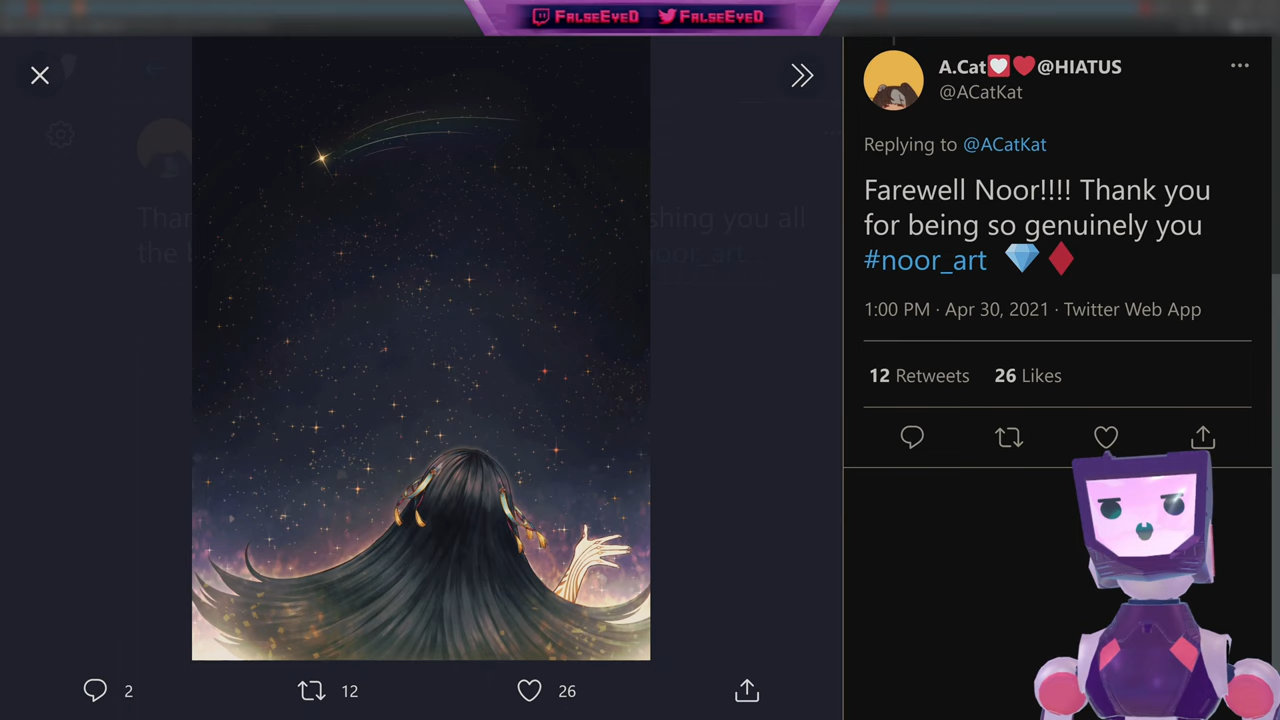 FalseEyeD FalseEyeD
A.Cat💟❤️@HIATUS
@ACatKat
Replying to @ACatKat
Farewell Noor!!!! Thank you
for being so genuinely you
#noor_art 💎♦️
1:00 PM · Apr 30, 2021 · Twitter Web App
12 Retweets 26 Likes
2 12 26